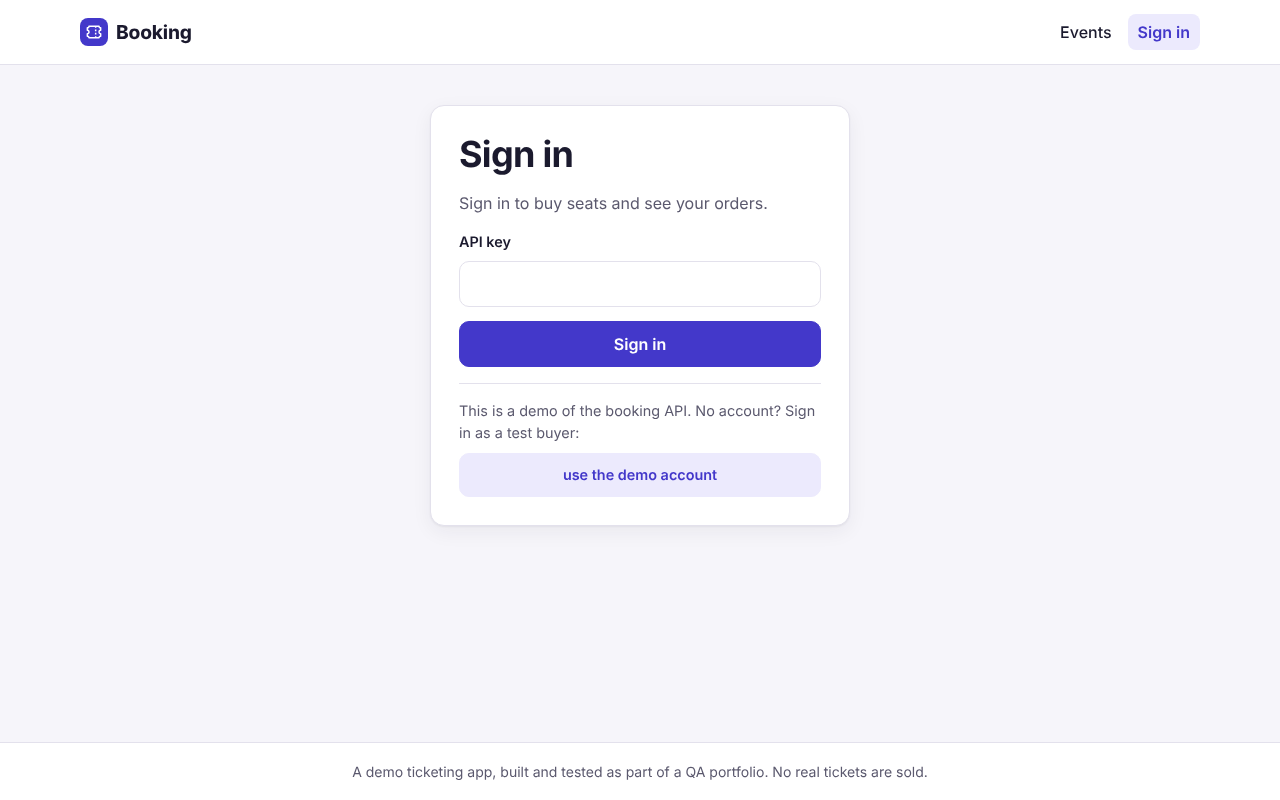 Booking
Events
Sign in
Sign in
Sign in to buy seats and see your orders.
API key
Sign in
This is a demo of the booking API. No account? Sign
in as a test buyer:
use the demo account
A demo ticketing app, built and tested as part of a QA portfolio. No real tickets are sold.